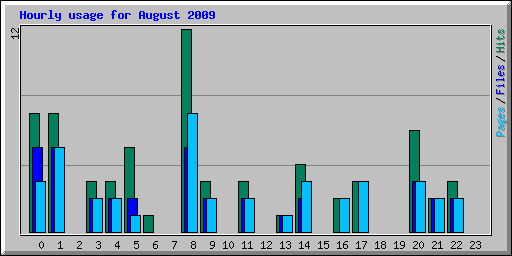 Hourly usage for August 2009
12
Pages/Files/Hits
0 1 2 3 4 5 6 7 8 9 10 11 12 13 14 15 16 17 18 19 20 21 22 23